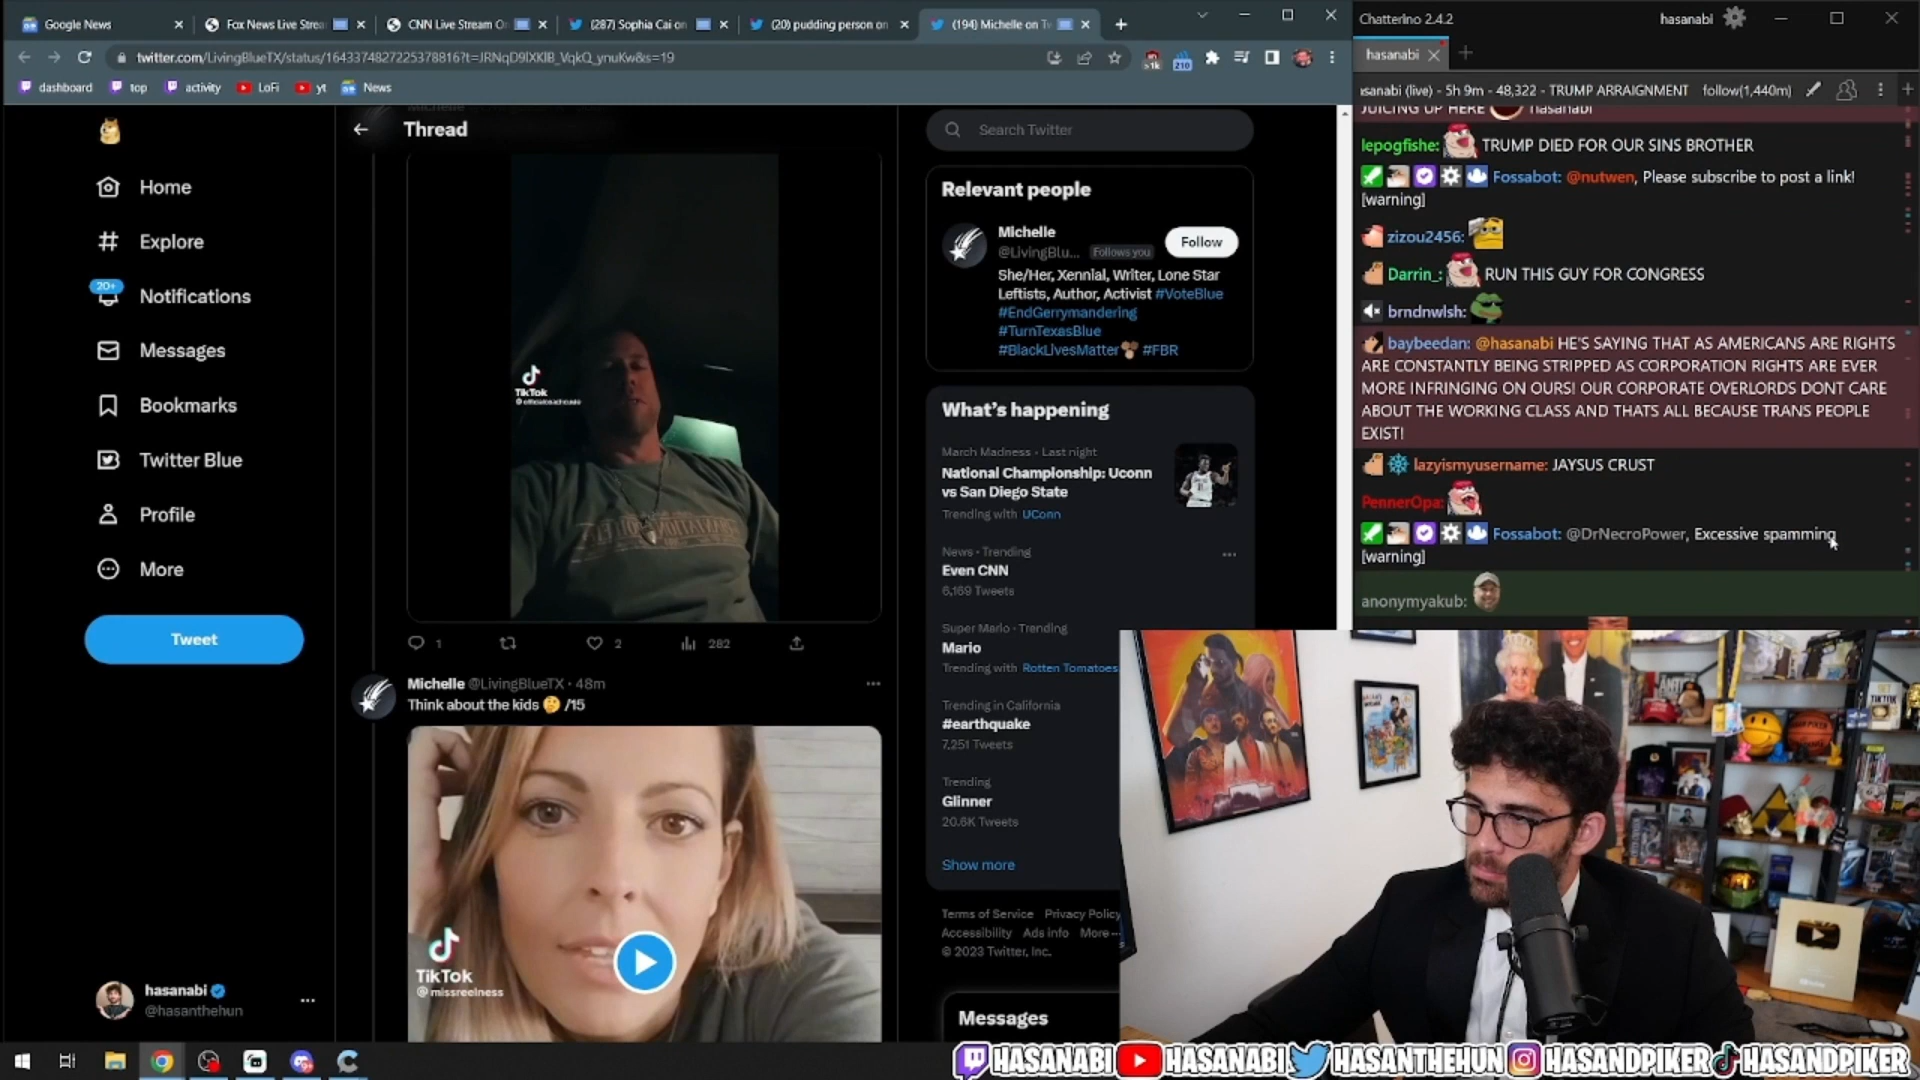 Google News
Fox News Live Strea
CNN Live Stream O
(287) Sophia Cai on
(20) pudding person on
(194) Michelle on Tw
twitter.com/LivingBlueTX/status/1643374827225378816?t=JRNqD9lXKlB_VqkQ_ynuKw&s=19
>1k
210
dashboard
top
activity
LoFi
yt
News
Home
Explore
20+
Notifications
Messages
Bookmarks
Twitter Blue
Profile
More
Tweet
hasanabi
@hasanthehun
Thread
TikTok
1
2
282
Michelle @LivingBlueTX · 48m
Think about the kids 🤔 /15
TikTok
@missreelness
Search Twitter
Relevant people
Michelle
@LivingBlu... Follows you
Follow
She/Her, Xennial, Writer, Lone Star
Leftists, Author, Activist #VoteBlue
#EndGerrymandering
#TurnTexasBlue
#BlackLivesMatter #FBR
What's happening
March Madness · Last night
National Championship: Uconn
vs San Diego State
Trending with UConn
News · Trending
Even CNN
6,169 Tweets
Super Mario · Trending
Mario
Trending with Rotten Tomatoes
Trending in California
#earthquake
7,251 Tweets
Trending
Glinner
20.6K Tweets
Show more
Terms of Service Privacy Policy
Accessibility Ads info More
© 2023 Twitter, Inc.
Messages
Chatterino 2.4.2
hasanabi
hasanabi
asanabi (live) - 5h 9m - 48,322 - TRUMP ARRAIGNMENT follow(1,440m)
JUICING UP HERE hasanabi
lepogfishe: TRUMP DIED FOR OUR SINS BROTHER
Fossabot: @nutwen, Please subscribe to post a link!
[warning]
zizou2456:
Darrin_: RUN THIS GUY FOR CONGRESS
brndnwlsh:
baybeedan: @hasanabi HE'S SAYING THAT AS AMERICANS ARE RIGHTS
ARE CONSTANTLY BEING STRIPPED AS CORPORATION RIGHTS ARE EVER
MORE INFRINGING ON OURS! OUR CORPORATE OVERLORDS DONT CARE
ABOUT THE WORKING CLASS AND THATS ALL BECAUSE TRANS PEOPLE
EXIST!
lazyismyusername: JAYSUS CRUST
PennerOpa:
Fossabot: @DrNecroPower, Excessive spamming
[warning]
anonymyakub:
HASANABI
HASANABI
HASANTHEHUN
HASANDPIKER
HASANDPIKER